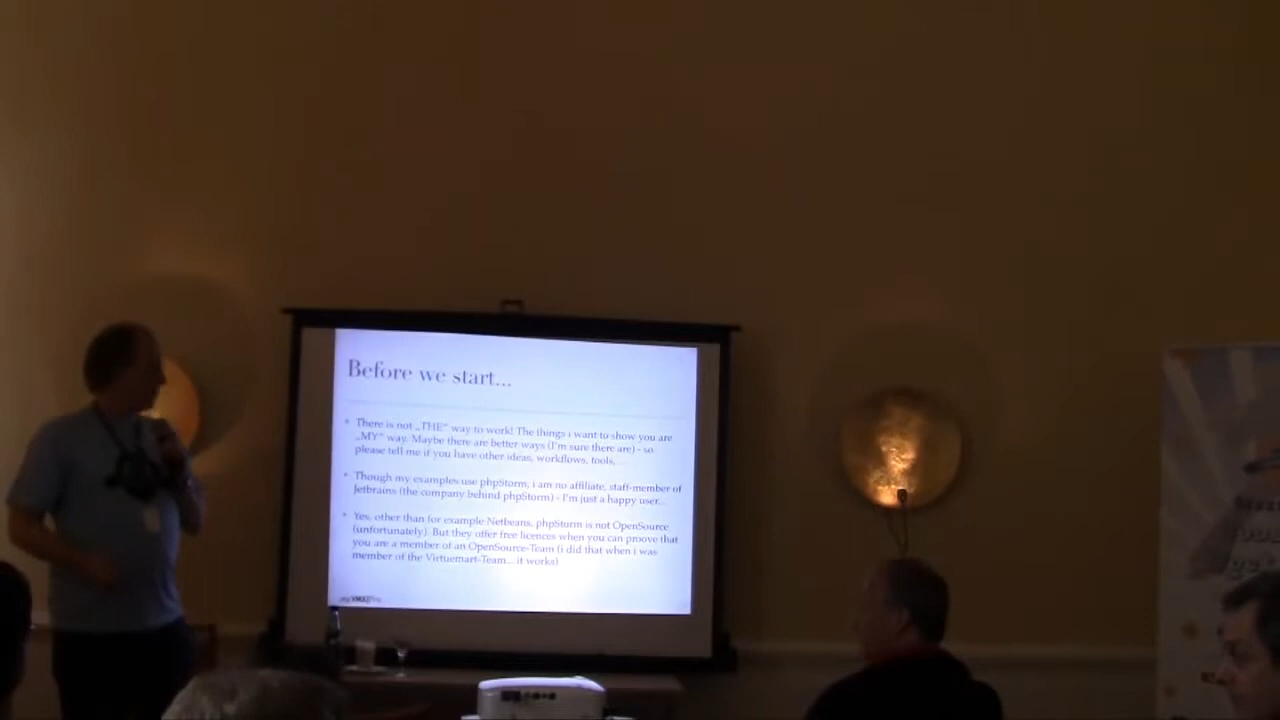 Before we start...
There is not „THE“ way to work! The things i want to show you are
„MY“ way. Maybe there are better ways (I'm sure there are) - so
please tell me if you have other ideas, workflows, tools,...
Though my examples use phpStorm, i am no affiliate, staff-member of
Jetbrains (the company behind phpStorm) - I'm just a happy user...
Yes, other than for example Netbeans, phpStorm is not OpenSource
(unfortunately). But they offer free licences when you can proove that
you are a member of an OpenSource-Team (i did that when i was
member of the Virtuemart-Team... it works)